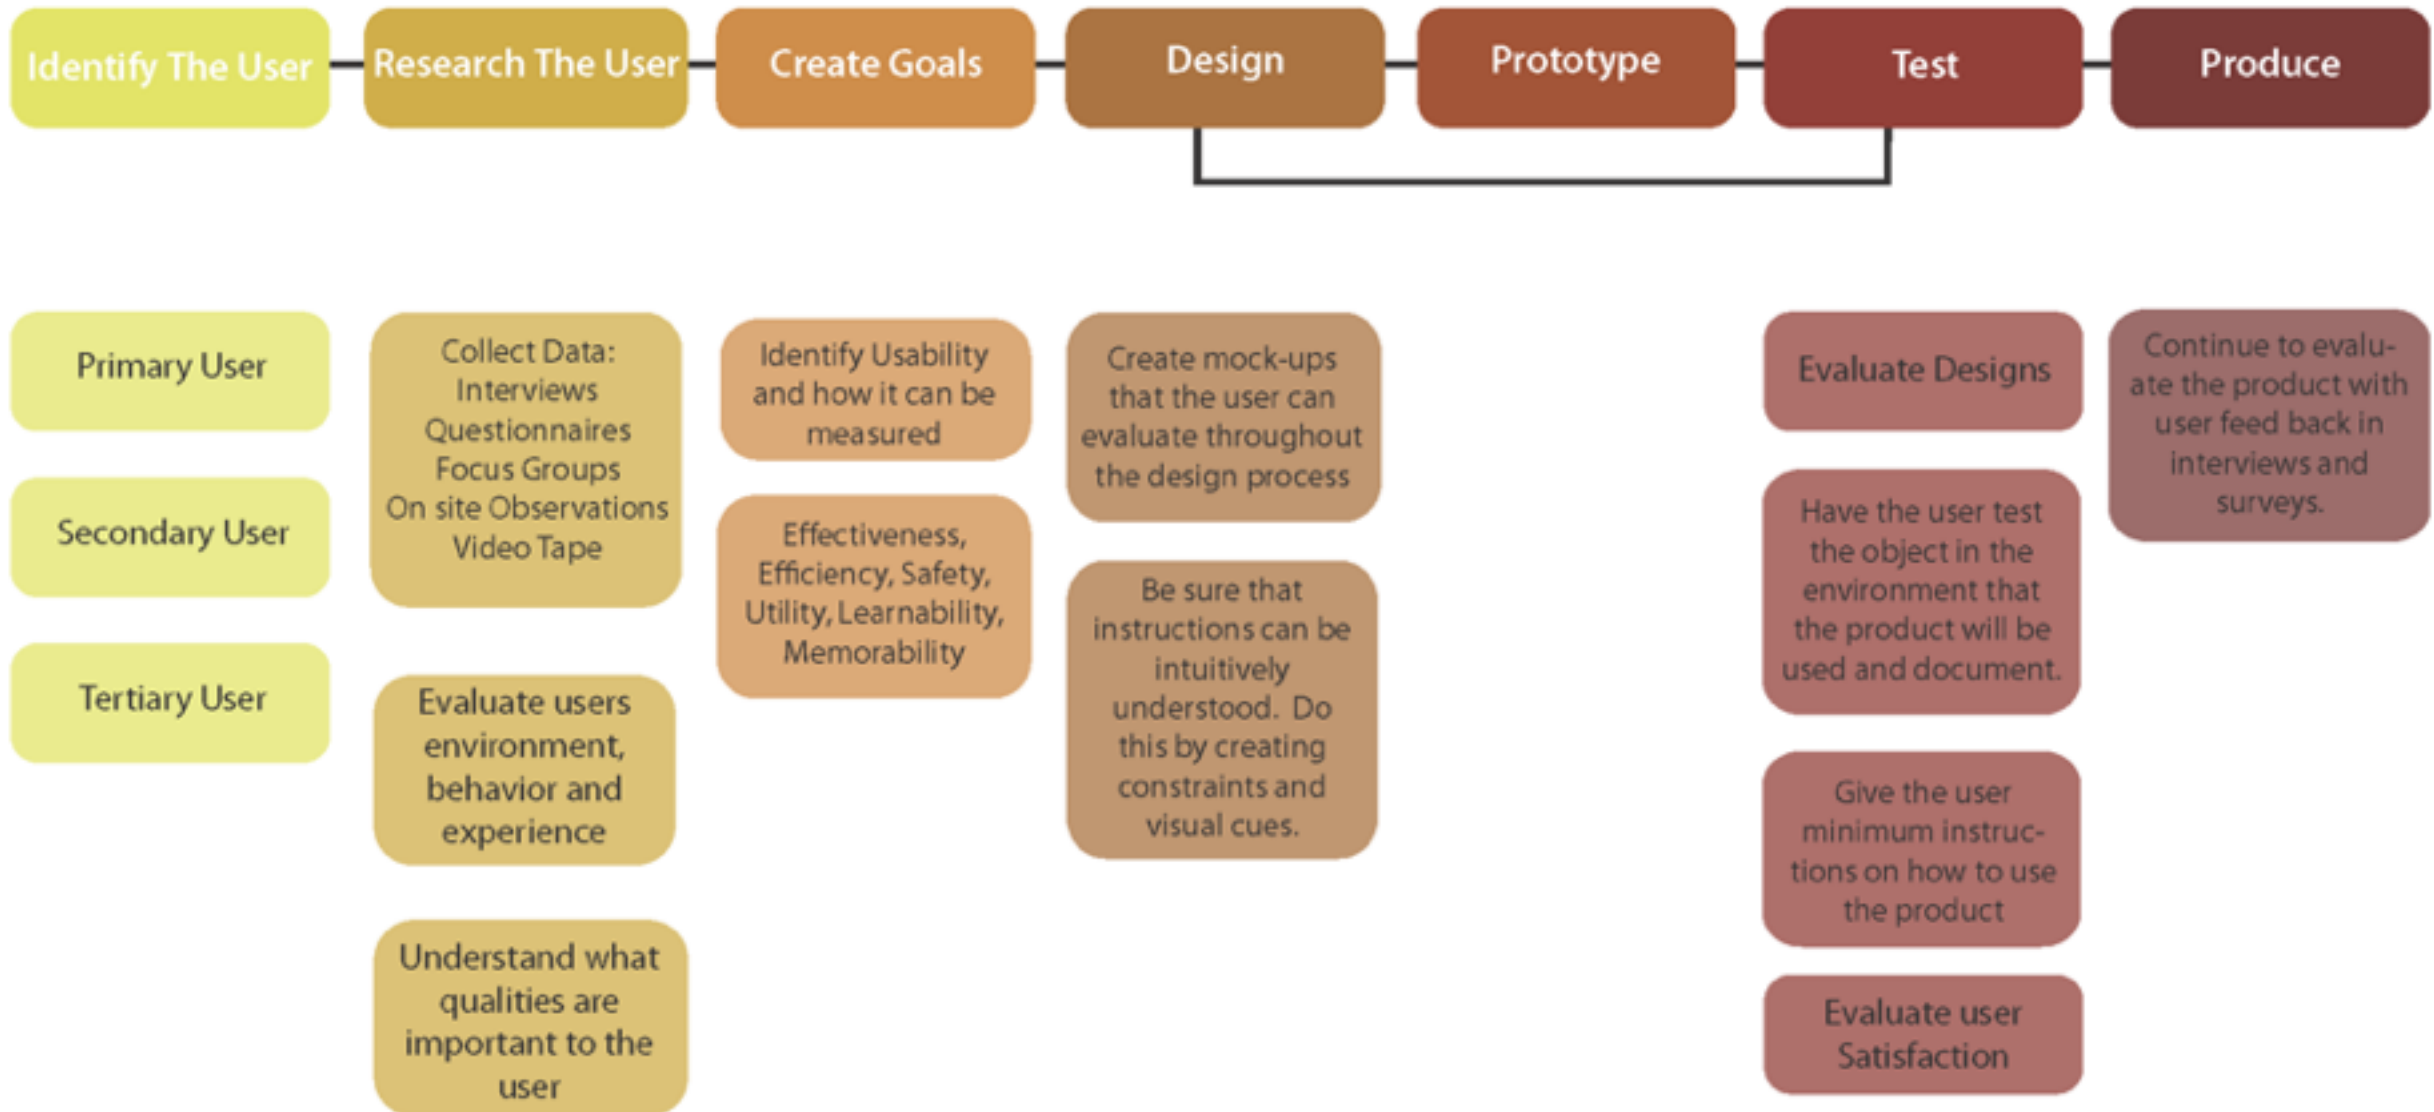 Identify The User
Research The User
Create Goals
Design
Prototype
Test
Produce
Primary User
Secondary User
Tertiary User
Collect Data:
Interviews
Questionnaires
Focus Groups
On site Observations
Video Tape
Evaluate users
environment,
behavior and
experience
Understand what
qualities are
important to the
user
Identify Usability
and how it can be
measured
Effectiveness,
Efficiency, Safety,
Utility, Learnability,
Memorability
Create mock-ups
that the user can
evaluate throughout
the design process
Be sure that
instructions can be
intuitively
understood. Do
this by creating
constraints and
visual cues.
Evaluate Designs
Have the user test
the object in the
environment that
the product will be
used and document.
Give the user
minimum instruc-
tions on how to use
the product
Evaluate user
Satisfaction
Continue to evalu-
ate the product with
user feed back in
interviews and
surveys.